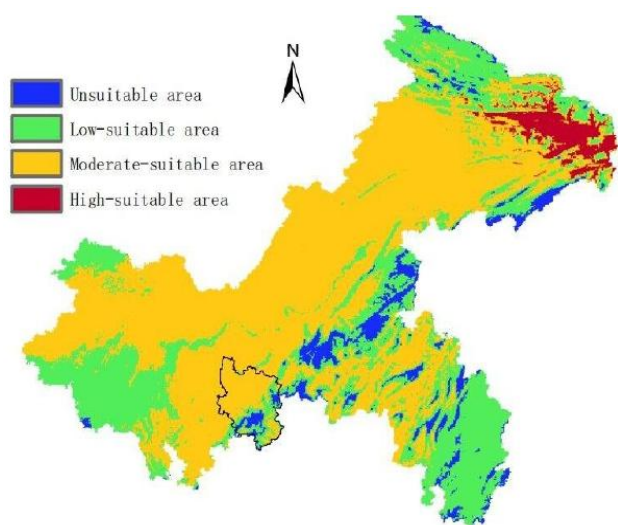 N
Unsuitable area
Low-suitable area
Moderate-suitable area
High-suitable area